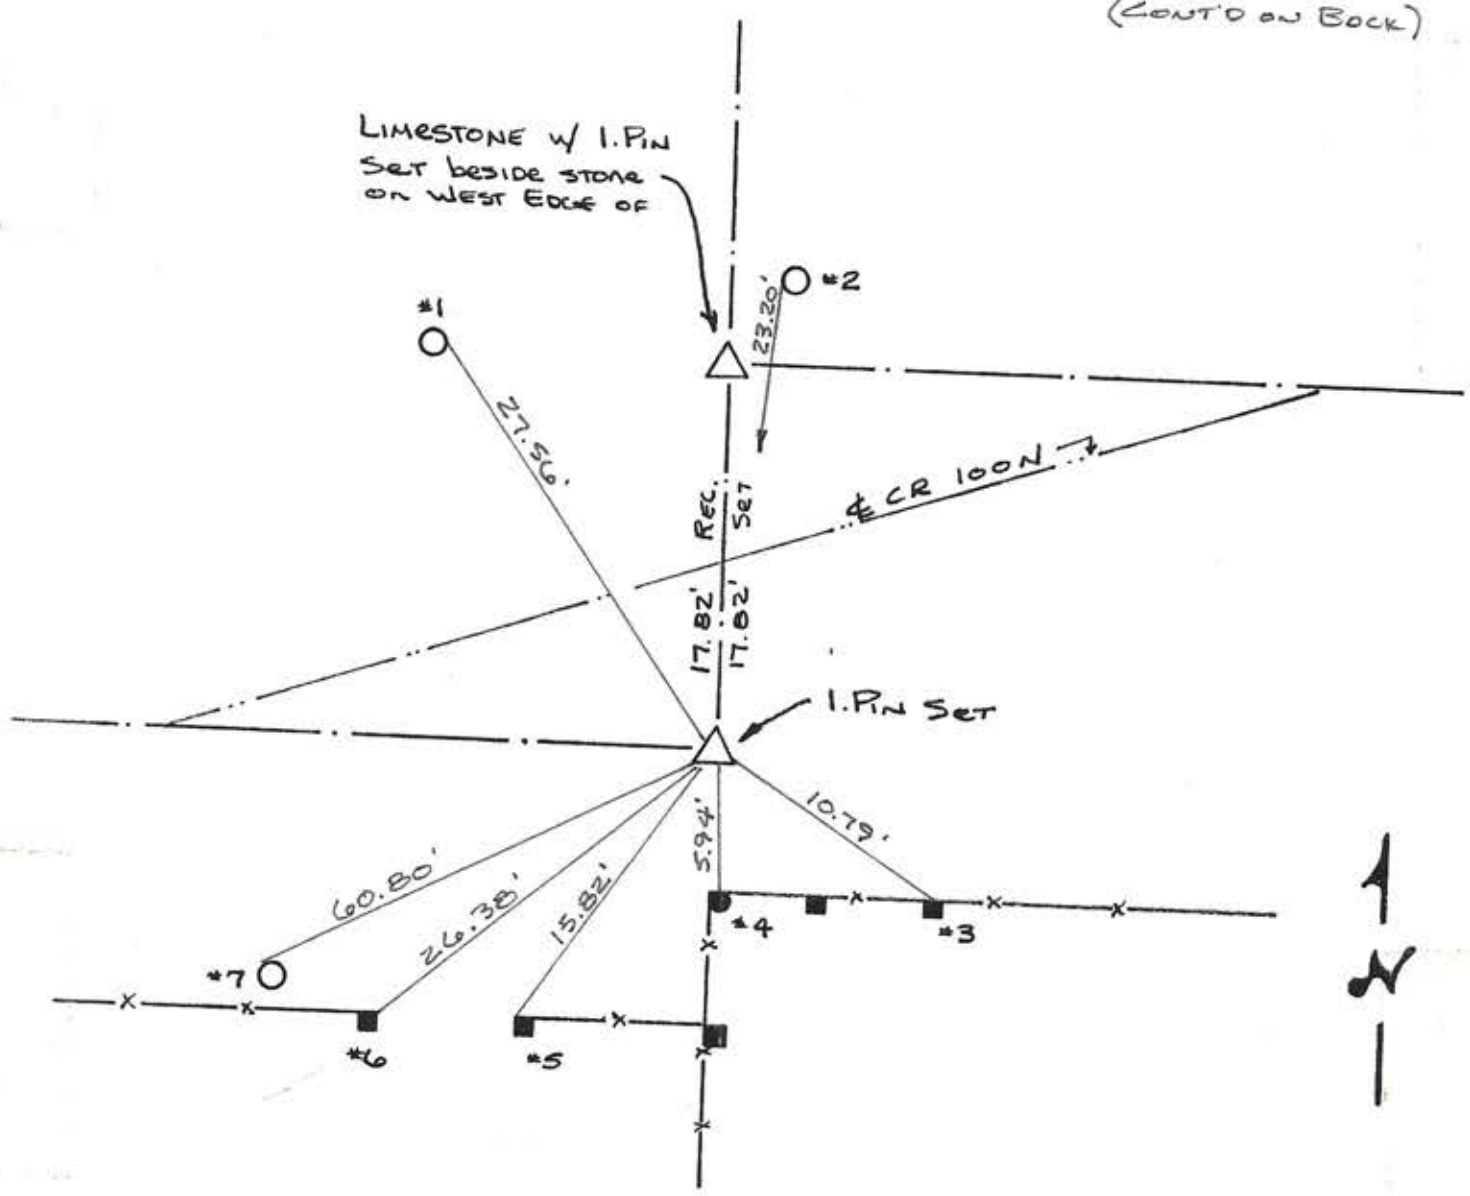 (CONT'D ON BACK)
LIMESTONE W/ I.PIN
SET beside STONE
ON WEST EDGE OF
#1
#2
23.20'
27.56'
℄ CR 100N
REC.
SET
17.82'
17.82'
I.PIN SET
5.94'
10.79'
60.80'
26.38'
15.82'
#4
#3
#7
#6
#5
N